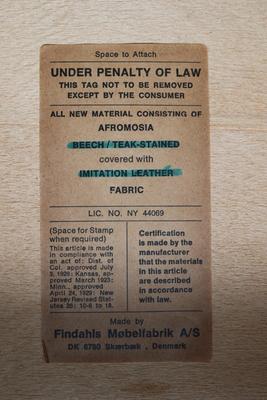 Space to Attach
UNDER PENALTY OF LAW
THIS TAG NOT TO BE REMOVED
EXCEPT BY THE CONSUMER
ALL NEW MATERIAL CONSISTING OF
AFROMOSIA
BEECH / TEAK-STAINED
covered with
IMITATION LEATHER
FABRIC
LIC. NO. NY 44069
(Space for Stamp
when required)
This article is made
in compliance with
an act of: Dist. of
Col. approved July
3, 1926: Kansas, ap-
proved March 1923:
Minn., approved
April 24, 1929: New
Jersey Revised Stat-
utes 26: 10-6 to 18.
Certification
is made by the
manufacturer
that the materials
in this article
are described
in accordance
with law.
Made by
Findahls Møbelfabrik A/S
DK 6780 Skærbæk, Denmark